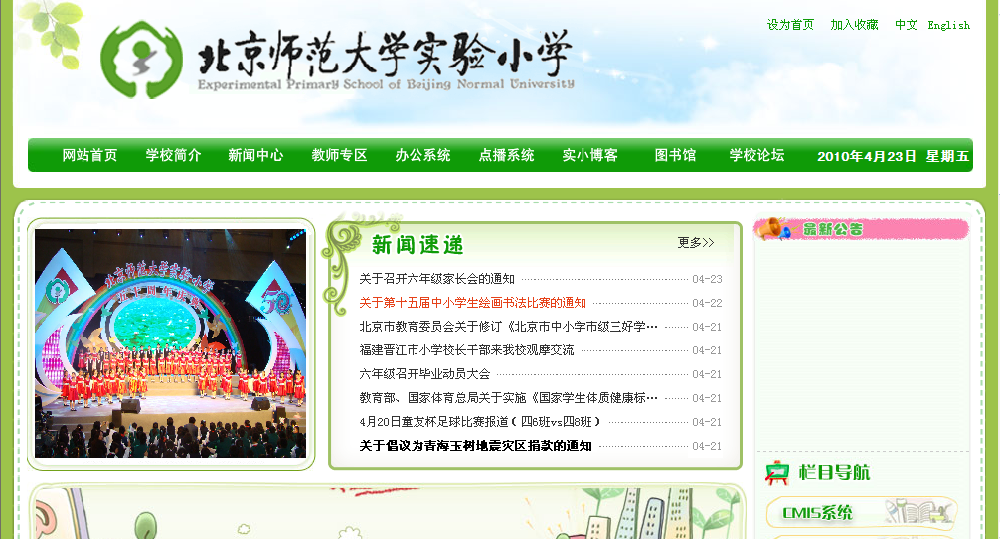 设为首页 加入收藏 中文 English
北京师范大学实验小学
Experimental Primary School of Beijing Normal University
网站首页 学校简介 新闻中心 教师专区 办公系统 点播系统 实小博客 图书馆 学校论坛 2010年4月23日 星期五
北京师范大学实验小学
50
新闻速递 更多>>
关于召开六年级家长会的通知 04-23
关于第十五届中小学生绘画书法比赛的通知 04-22
北京市教育委员会关于修订《北京市中小学市级三好学… 04-21
福建晋江市小学校长干部来我校观摩交流 04-21
六年级召开毕业动员大会 04-21
教育部、国家体育总局关于实施《国家学生体质健康标… 04-21
4月20日童友杯足球比赛报道（四6班vs四8班） 04-21
关于倡议为青海玉树地震灾区捐款的通知 04-21
最新公告
栏目导航
CMIS系统